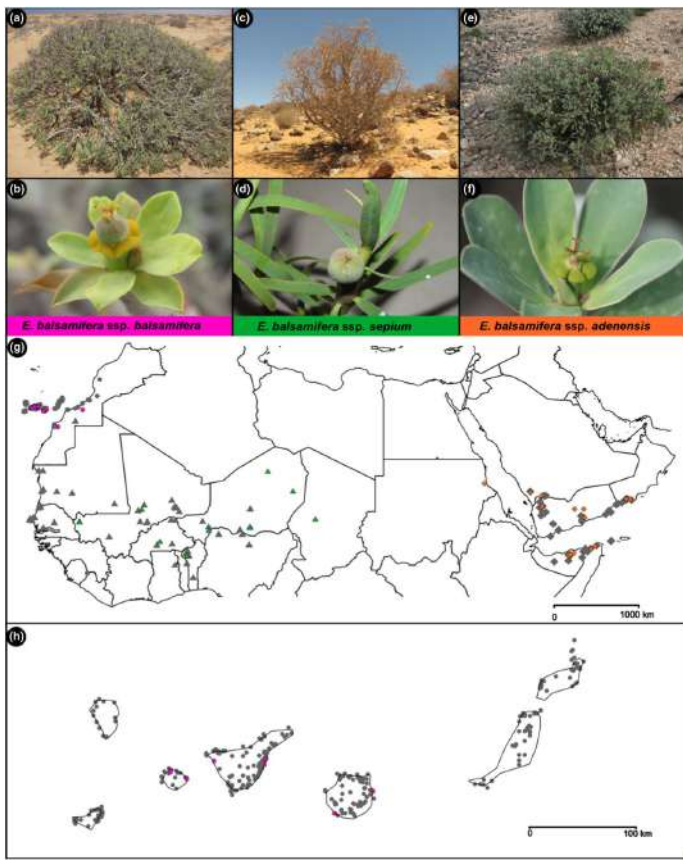 (a)
(c)
(e)
(b)
(d)
(f)
E. balsamifera ssp. balsamifera
E. balsamifera ssp. sepium
E. balsamifera ssp. adenensis
(g)
0 1000 km
(h)
0 100 km